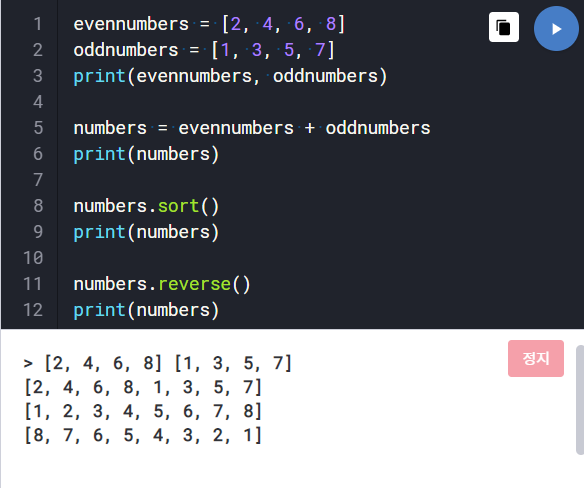 1 evennumbers = [2, 4, 6, 8]
2 oddnumbers = [1, 3, 5, 7]
3 print(evennumbers, oddnumbers)
4
5 numbers = evennumbers + oddnumbers
6 print(numbers)
7
8 numbers.sort()
9 print(numbers)
10
11 numbers.reverse()
12 print(numbers)
정지
> [2, 4, 6, 8] [1, 3, 5, 7]
[2, 4, 6, 8, 1, 3, 5, 7]
[1, 2, 3, 4, 5, 6, 7, 8]
[8, 7, 6, 5, 4, 3, 2, 1]